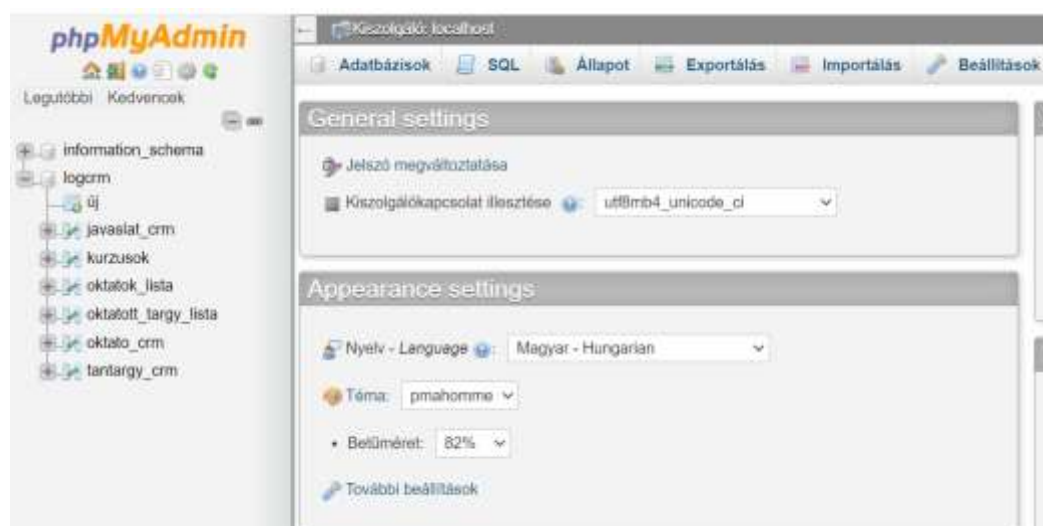 phpMyAdmin
Legutóbbi Kedvencek
information_schema
logcrm
új
javaslat_crm
kurzusok
oktatok_lista
oktatott_targy_lista
oktato_crm
tantargy_crm
Kiszolgáló: localhost
Adatbázisok SQL Állapot Exportálás Importálás Beállítások
General settings
Jelszó megváltoztatása
Kiszolgálókapcsolat illesztése : utf8mb4_unicode_ci
Appearance settings
Nyelv - Language : Magyar - Hungarian
Téma: pmahomme
• Betűméret: 82%
További beállítások